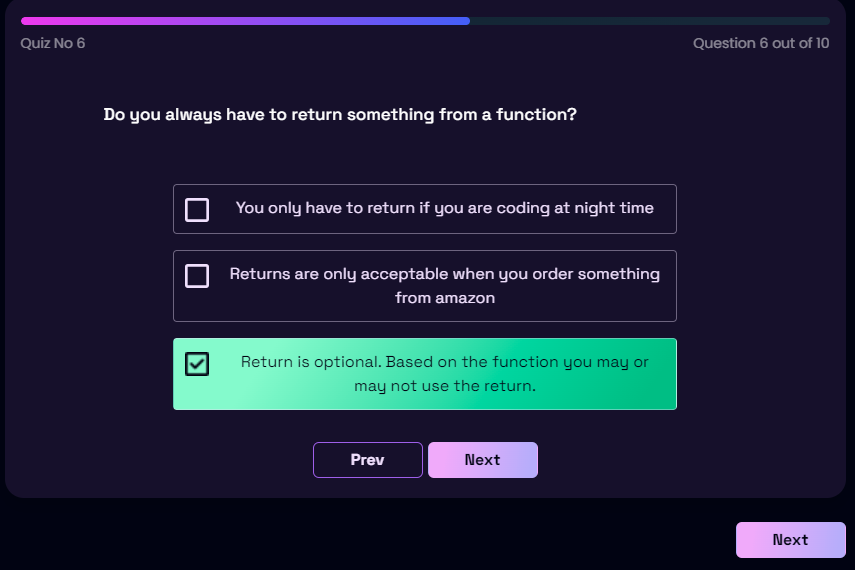 Quiz No 6
Question 6 out of 10
Do you always have to return something from a function?
You only have to return if you are coding at night time
Returns are only acceptable when you order something
from amazon
Return is optional. Based on the function you may or
may not use the return.
Prev
Next
Next